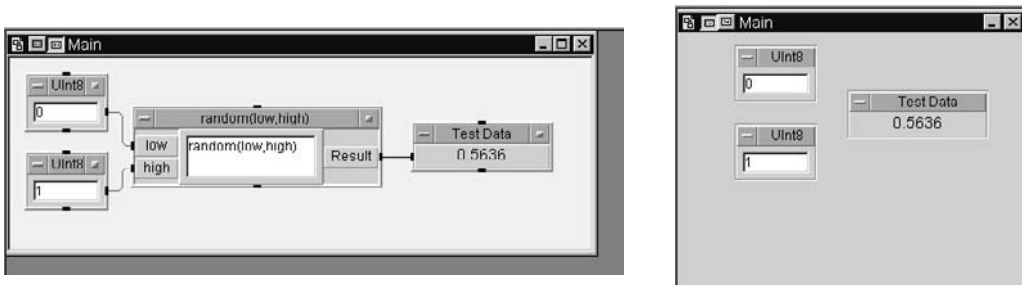 Main
UInt8
0
UInt8
1
random(low,high)
low
high
random(low,high)
Result
Test Data
0.5636
Main
UInt8
0
UInt8
1
Test Data
0.5636